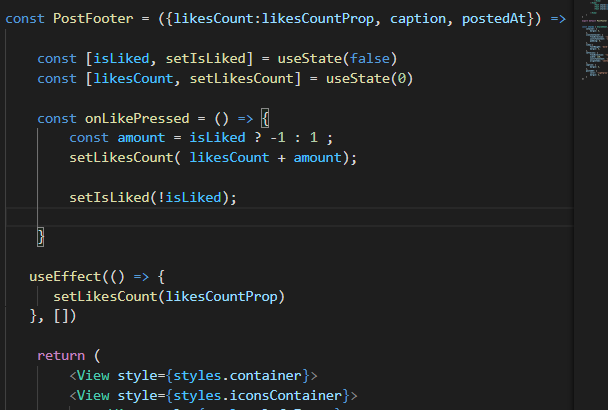 const PostFooter = ({likesCount:likesCountProp, caption, postedAt}) =>
const [isLiked, setIsLiked] = useState(false)
const [likesCount, setLikesCount] = useState(0)
const onLikePressed = () => {
const amount = isLiked ? -1 : 1 ;
setLikesCount( likesCount + amount);
setIsLiked(!isLiked);
}
useEffect(() => {
setLikesCount(likesCountProp)
}, [])
return (
<View style={styles.container}>
<View style={styles.iconsContainer}>